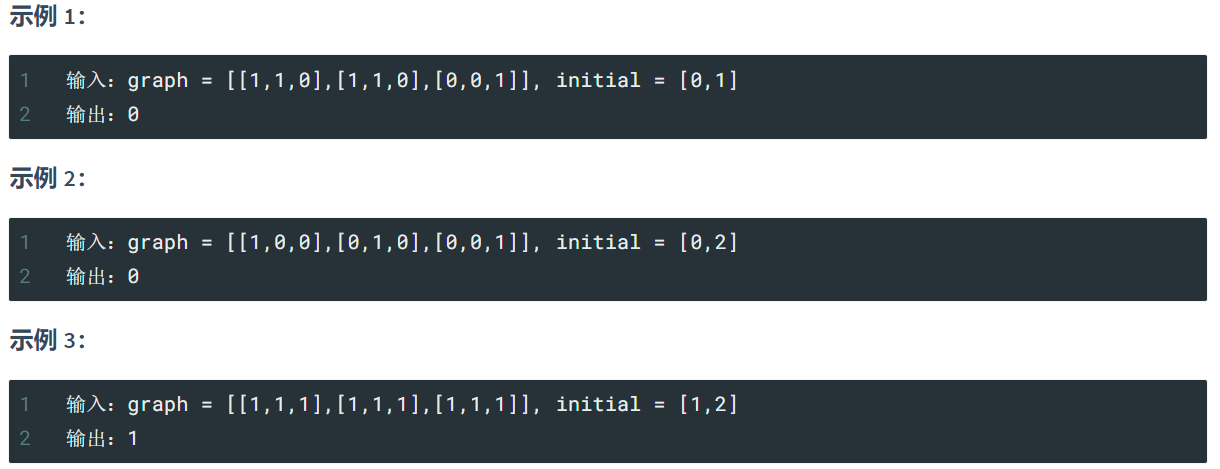 示例 1：
1 输入：graph = [[1,1,0],[1,1,0],[0,0,1]], initial = [0,1]
2 输出：0
示例 2：
1 输入：graph = [[1,0,0],[0,1,0],[0,0,1]], initial = [0,2]
2 输出：0
示例 3：
1 输入：graph = [[1,1,1],[1,1,1],[1,1,1]], initial = [1,2]
2 输出：1